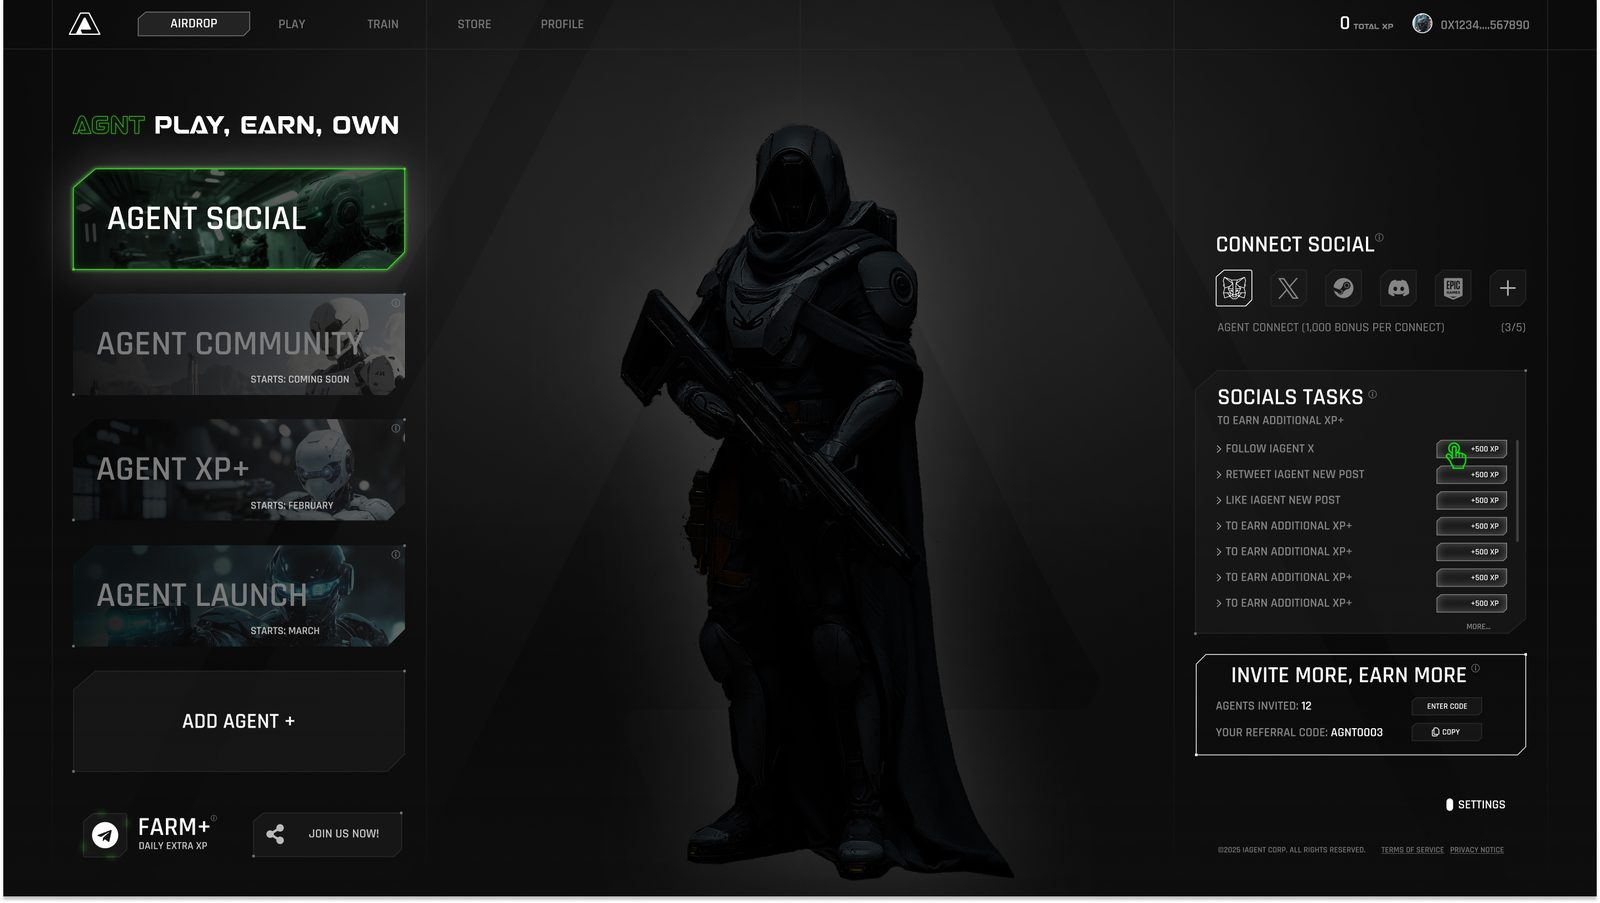 AIRDROP
PLAY
TRAIN
STORE
PROFILE
0 TOTAL XP
0X1234....567890
AGNT PLAY, EARN, OWN
AGENT SOCIAL
AGENT COMMUNITY
STARTS: COMING SOON
AGENT XP+
STARTS: FEBRUARY
AGENT LAUNCH
STARTS: MARCH
ADD AGENT +
FARM+
DAILY EXTRA XP
JOIN US NOW!
CONNECT SOCIAL
EPIC
GAMES
AGENT CONNECT (1,000 BONUS PER CONNECT) (3/5)
SOCIALS TASKS
TO EARN ADDITIONAL XP+
> FOLLOW IAGENT X +500 XP
> RETWEET IAGENT NEW POST +500 XP
> LIKE IAGENT NEW POST +500 XP
> TO EARN ADDITIONAL XP+ +500 XP
> TO EARN ADDITIONAL XP+ +500 XP
> TO EARN ADDITIONAL XP+ +500 XP
> TO EARN ADDITIONAL XP+ +500 XP
MORE...
INVITE MORE, EARN MORE
AGENTS INVITED: 12 ENTER CODE
YOUR REFERRAL CODE: AGNT0003 COPY
SETTINGS
©2025 IAGENT CORP. ALL RIGHTS RESERVED. TERMS OF SERVICE PRIVACY NOTICE